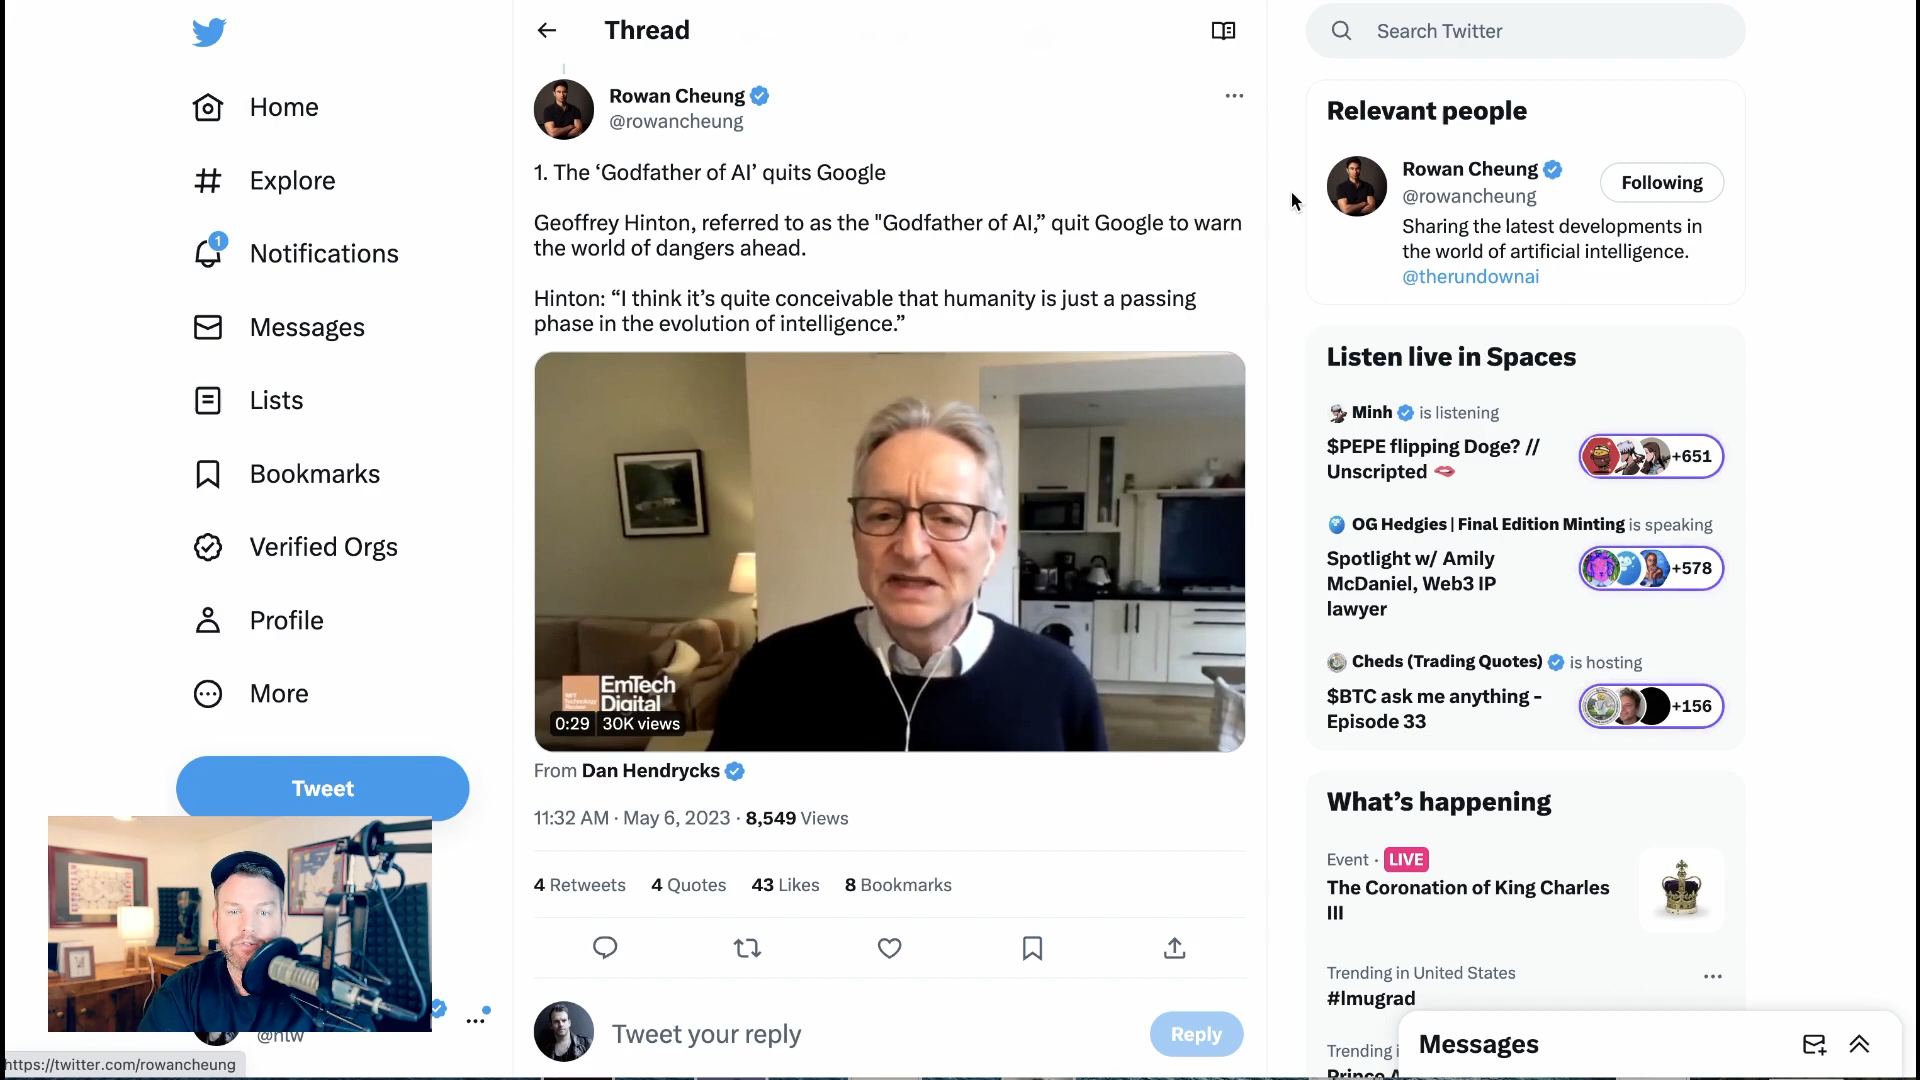 Home
Explore
1
Notifications
Messages
Lists
Bookmarks
Verified Orgs
Profile
More
Tweet
https://twitter.com/rowancheung
Thread
Rowan Cheung
@rowancheung
1. The ‘Godfather of AI’ quits Google
Geoffrey Hinton, referred to as the "Godfather of AI,” quit Google to warn
the world of dangers ahead.
Hinton: “I think it’s quite conceivable that humanity is just a passing
phase in the evolution of intelligence.”
EmTech
Digital
0:29 30K views
From Dan Hendrycks
11:32 AM · May 6, 2023 · 8,549 Views
4 Retweets 4 Quotes 43 Likes 8 Bookmarks
Tweet your reply
Reply
Search Twitter
Relevant people
Rowan Cheung
@rowancheung
Following
Sharing the latest developments in
the world of artificial intelligence.
@therundownai
Listen live in Spaces
Minh is listening
$PEPE flipping Doge? //
Unscripted
+651
OG Hedgies | Final Edition Minting is speaking
Spotlight w/ Amily
McDaniel, Web3 IP
lawyer
+578
Cheds (Trading Quotes) is hosting
$BTC ask me anything -
Episode 33
+156
What’s happening
Event · LIVE
The Coronation of King Charles
III
Trending in United States
#Imugrad
Trending
Messages